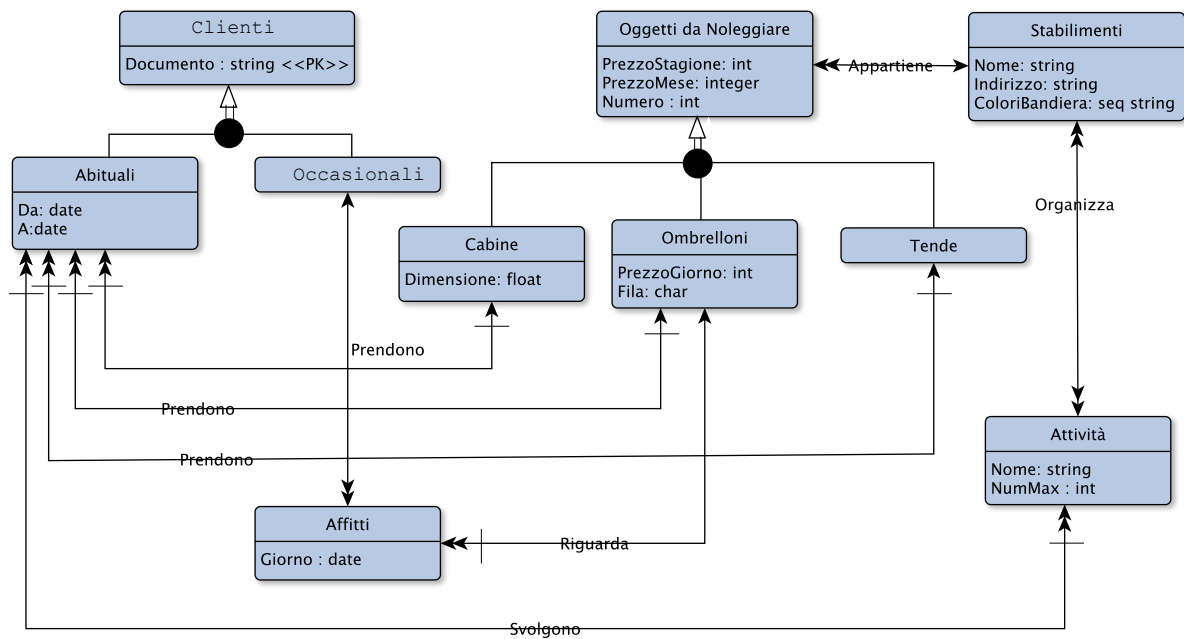 Clienti
Documento : string <<PK>>
Oggetti da Noleggiare
PrezzoStagione: int
PrezzoMese: integer
Numero : int
Appartiene
Stabilimenti
Nome: string
Indirizzo: string
ColoriBandiera: seq string
Abituali
Da: date
A:date
Occasionali
Cabine
Dimensione: float
Ombrelloni
PrezzoGiorno: int
Fila: char
Tende
Organizza
Prendono
Prendono
Prendono
Attività
Nome: string
NumMax : int
Affitti
Giorno : date
Riguarda
Svolgono